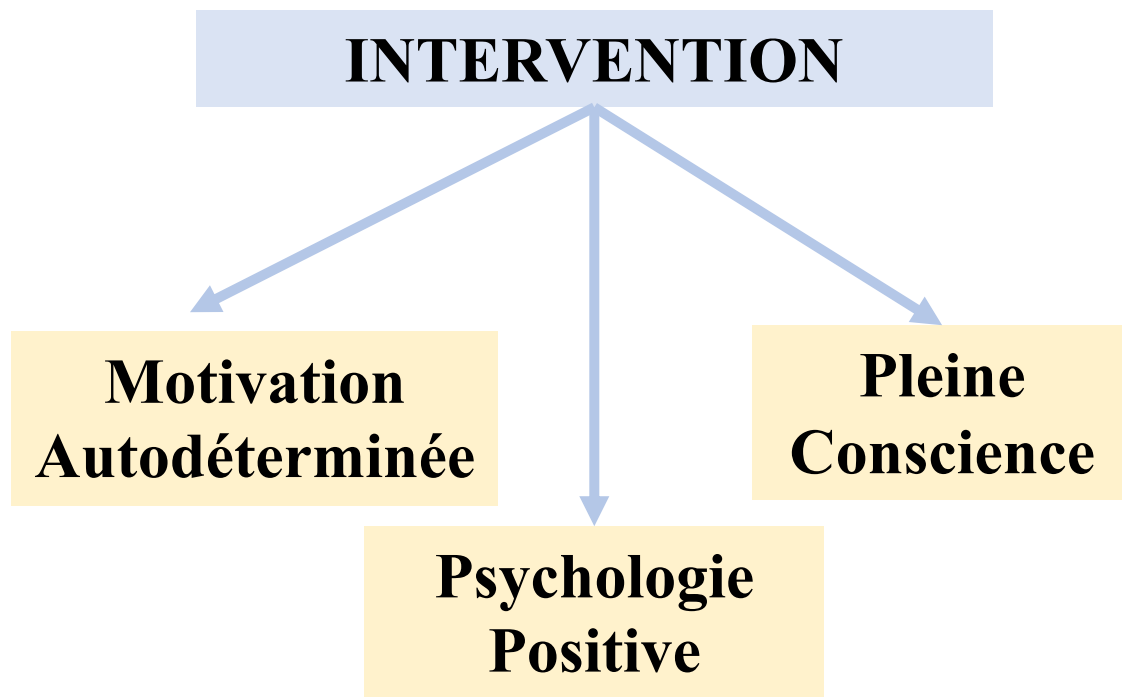 INTERVENTION
Motivation
Autodéterminée
Pleine
Conscience
Psychologie
Positive